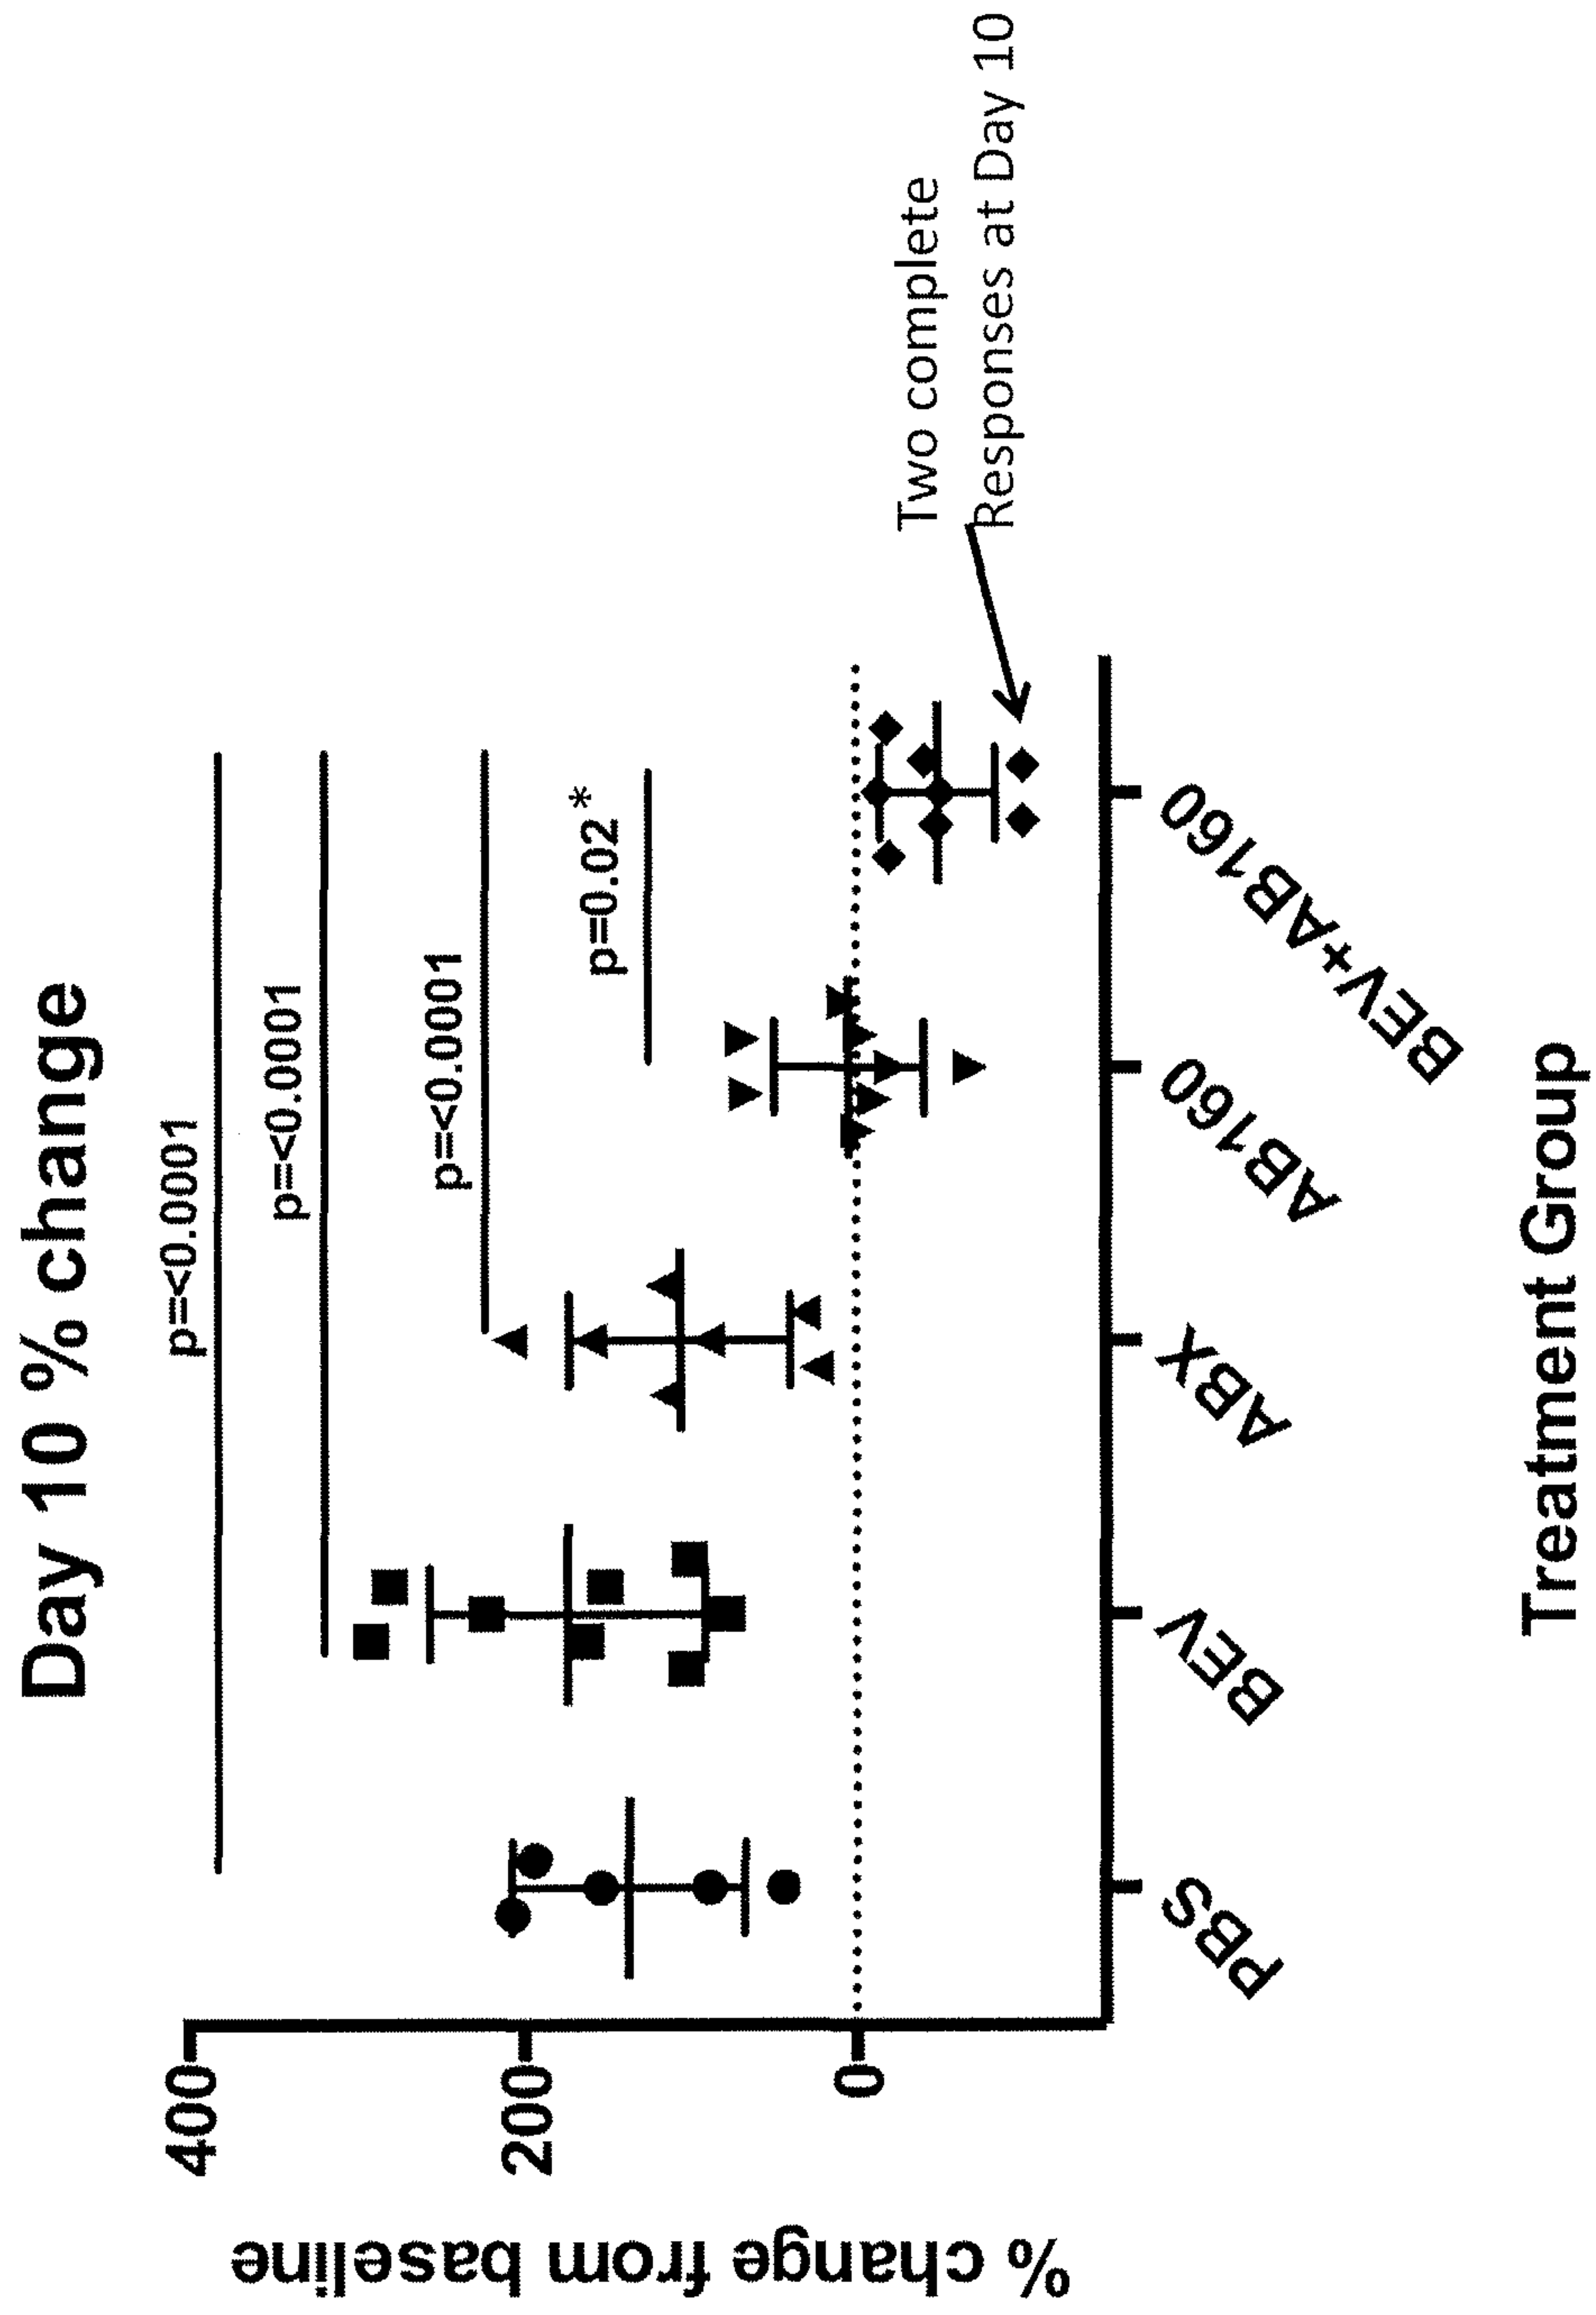 Day 10 % change
p=<0.0001
p=<0.0001
p=<0.0001
p=0.02*
400
200
0
% change from baseline
Two complete
Responses at Day 10
PBS
BEV
ABX
AB160
BEV+AB160
Treatment Group